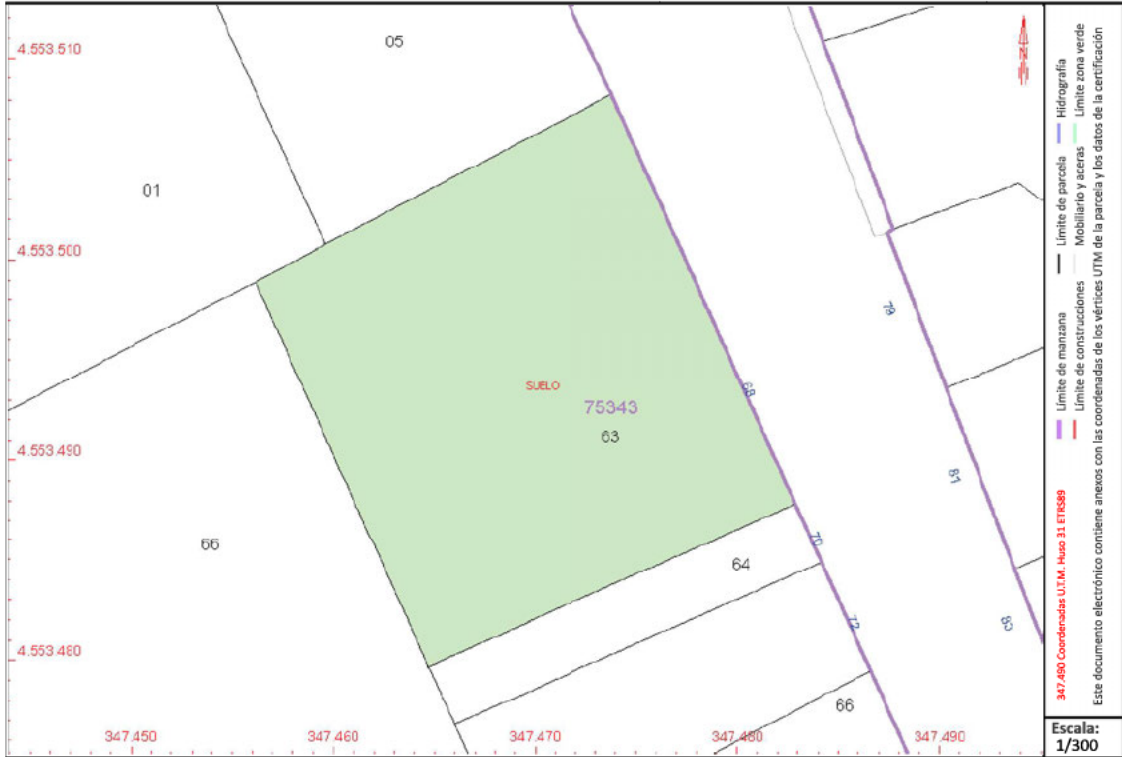 4.553.510
4.553.500
4.553.490
4.553.480
347.450
347.460
347.470
347.480
347.490
05
01
66
SUELO
75343
63
64
66
68
70
72
79
81
83
N
347.490 Coordenadas U.T.M. Huso 31 ETRS89
Límite de manzana
Límite de construcciones
Límite de parcela
Mobiliario y aceras
Hidrografía
Límite zona verde
Este documento electrónico contiene anexos con las coordenadas de los vértices UTM de la parcela y los datos de la certificación
Escala:
1/300